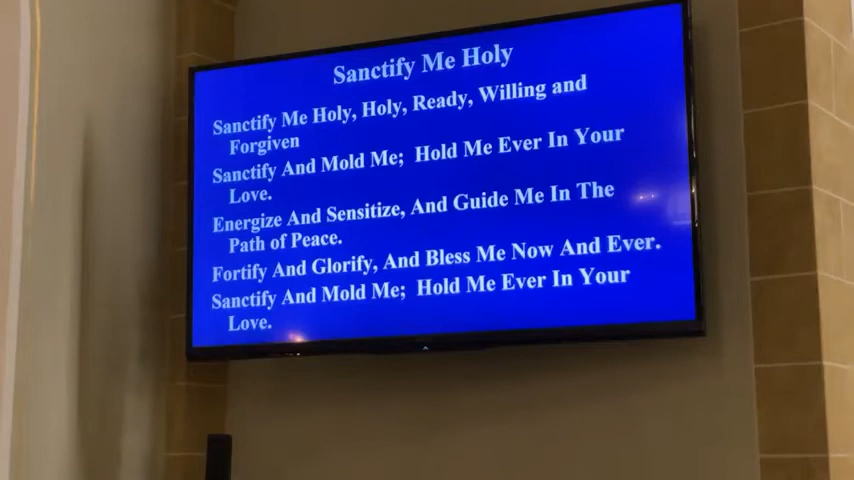 Sanctify Me Holy
Sanctify Me Holy, Holy, Ready, Willing and
Forgiven
Sanctify And Mold Me;  Hold Me Ever In Your
Love.
Energize And Sensitize, And Guide Me In The
Path of Peace.
Fortify And Glorify, And Bless Me Now And Ever.
Sanctify And Mold Me;  Hold Me Ever In Your
Love.